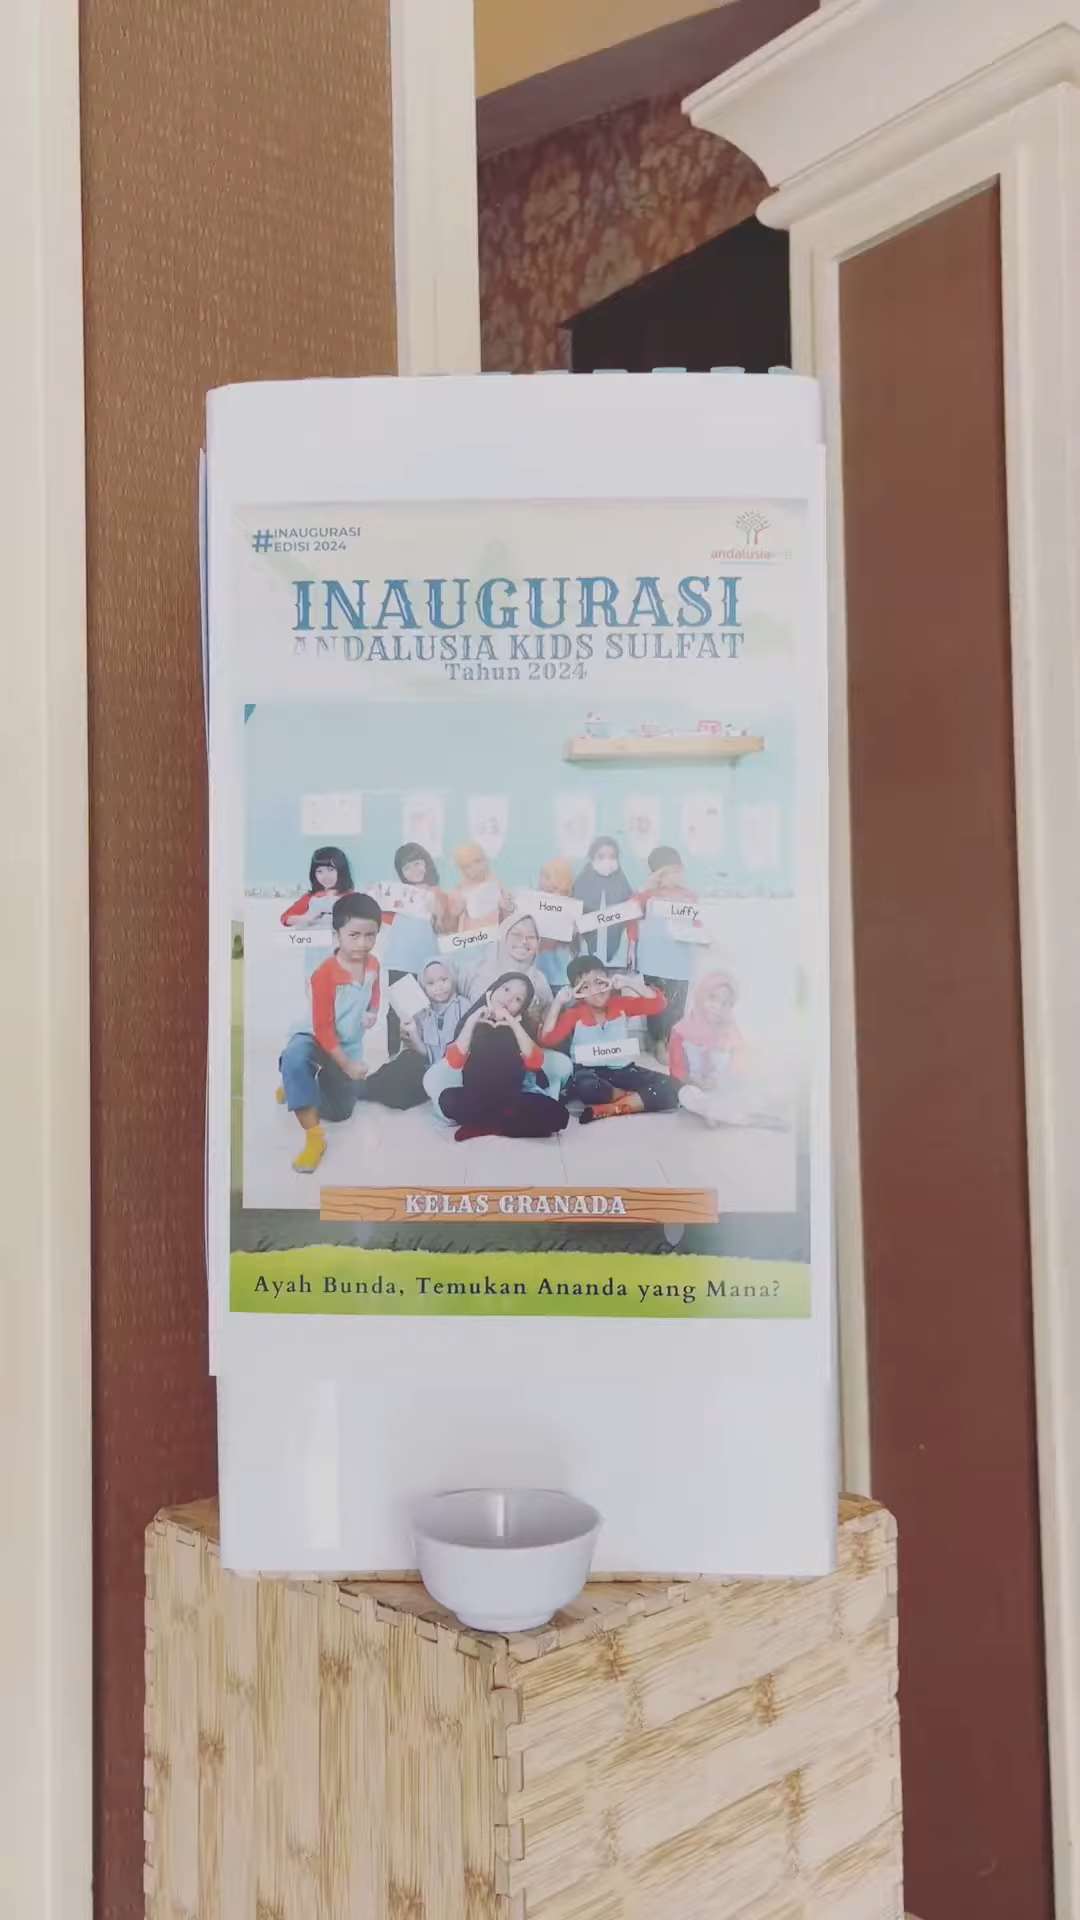 #INAUGURASI
EDISI 2024
andalusia
INAUGURASI
ANDALUSIA KIDS SULFAT
Tahun 2024
Hana
Rara
Luffy
Yara
Gyanda
Hanan
KELAS GRANADA
Ayah Bunda, Temukan Ananda yang Mana?